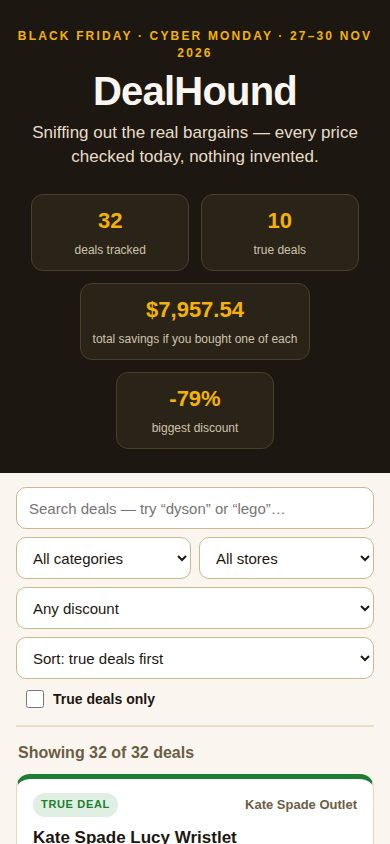 BLACK FRIDAY · CYBER MONDAY · 27–30 NOV
2026
DealHound
Sniffing out the real bargains — every price
checked today, nothing invented.
32
deals tracked
10
true deals
$7,957.54
total savings if you bought one of each
-79%
biggest discount
Search deals — try “dyson” or “lego”…
All categories
All stores
Any discount
Sort: true deals first
True deals only
Showing 32 of 32 deals
TRUE DEAL
Kate Spade Outlet
Kate Spade Lucy Wristlet